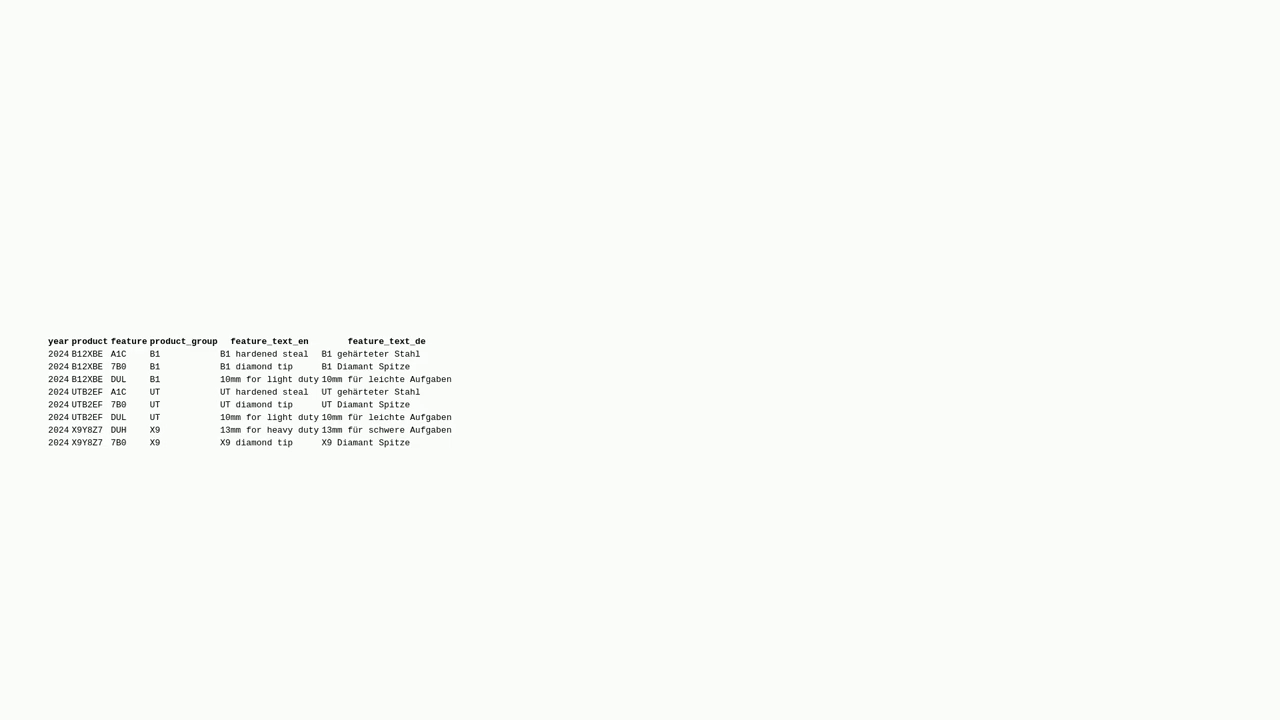 year product feature product_group feature_text_en feature_text_de
2024 B12XBE A1C B1 B1 hardened steal B1 gehärteter Stahl
2024 B12XBE 7B0 B1 B1 diamond tip B1 Diamant Spitze
2024 B12XBE DUL B1 10mm for light duty 10mm für leichte Aufgaben
2024 UTB2EF A1C UT UT hardened steal UT gehärteter Stahl
2024 UTB2EF 7B0 UT UT diamond tip UT Diamant Spitze
2024 UTB2EF DUL UT 10mm for light duty 10mm für leichte Aufgaben
2024 X9Y8Z7 DUH X9 13mm for heavy duty 13mm für schwere Aufgaben
2024 X9Y8Z7 7B0 X9 X9 diamond tip X9 Diamant Spitze